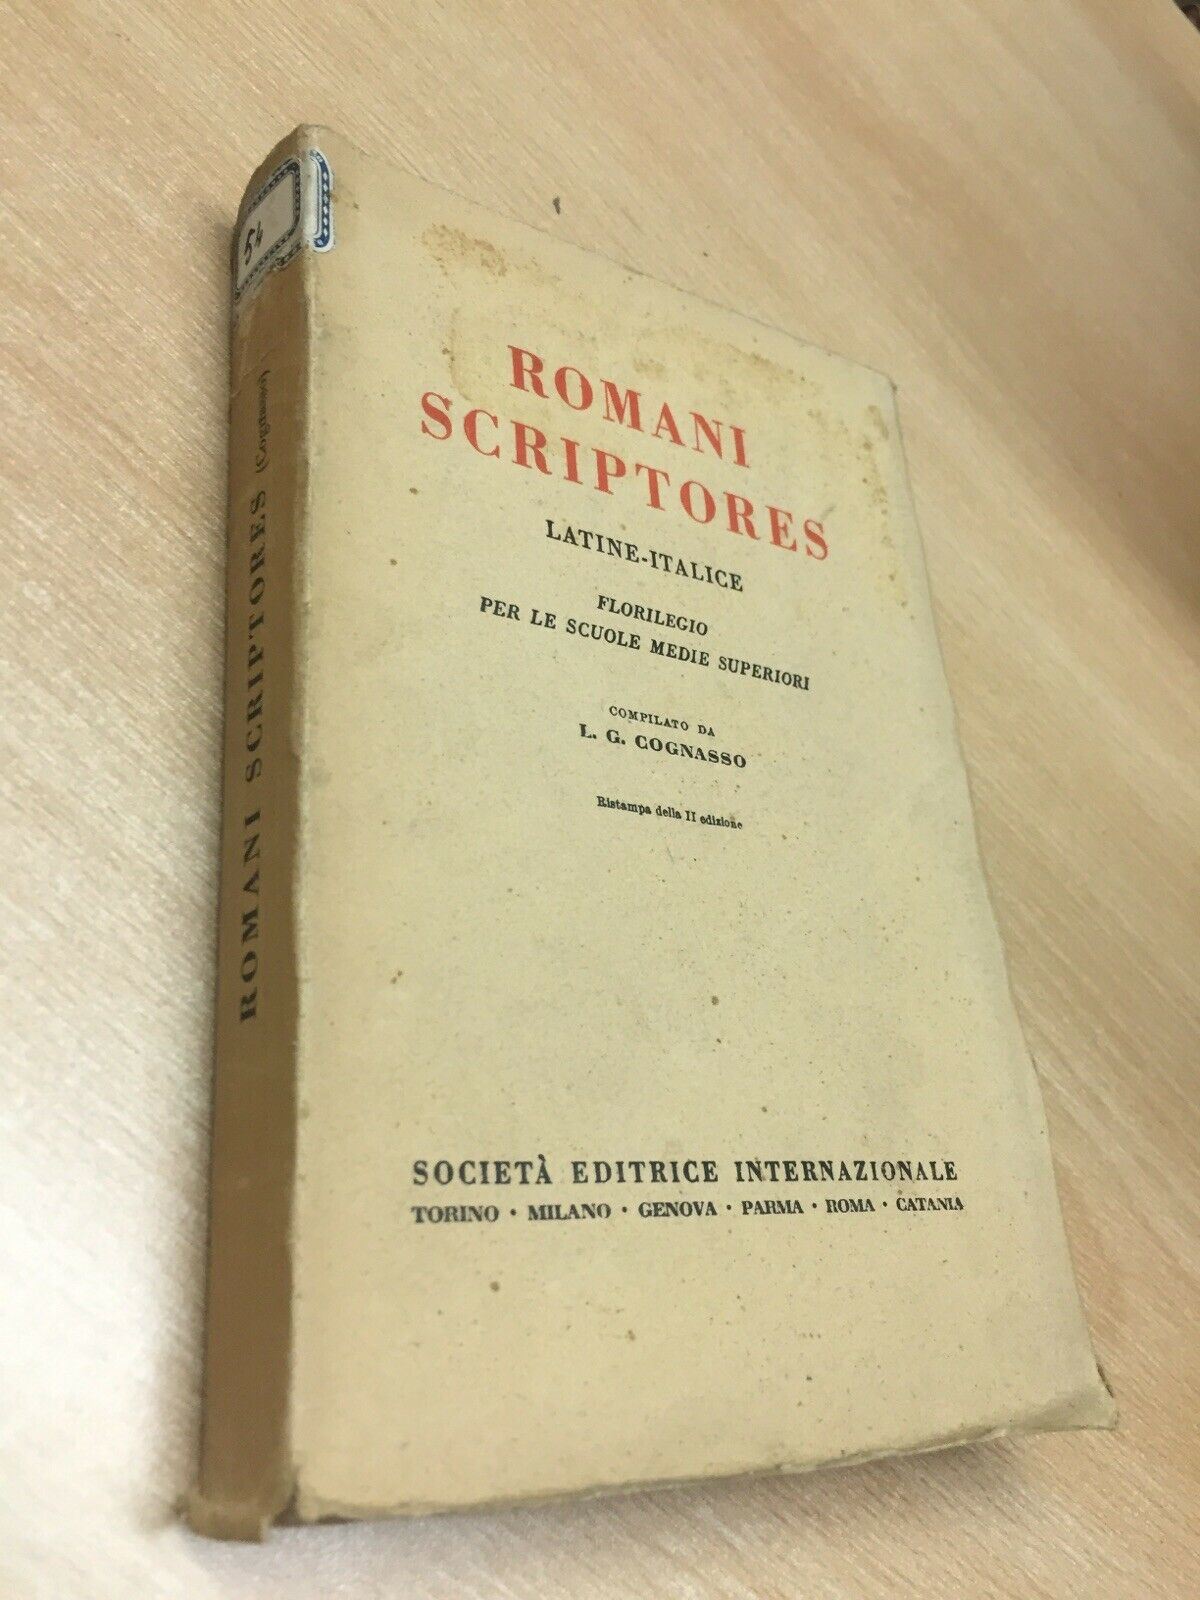 54
ROMANI SCRIPTORES (Cognasso)
ROMANI
SCRIPTORES
LATINE-ITALICE
FLORILEGIO
PER LE SCUOLE MEDIE SUPERIORI
COMPILATO DA
L. G. COGNASSO
Ristampa della II edizione
SOCIETÀ EDITRICE INTERNAZIONALE
TORINO · MILANO · GENOVA · PARMA · ROMA · CATANIA